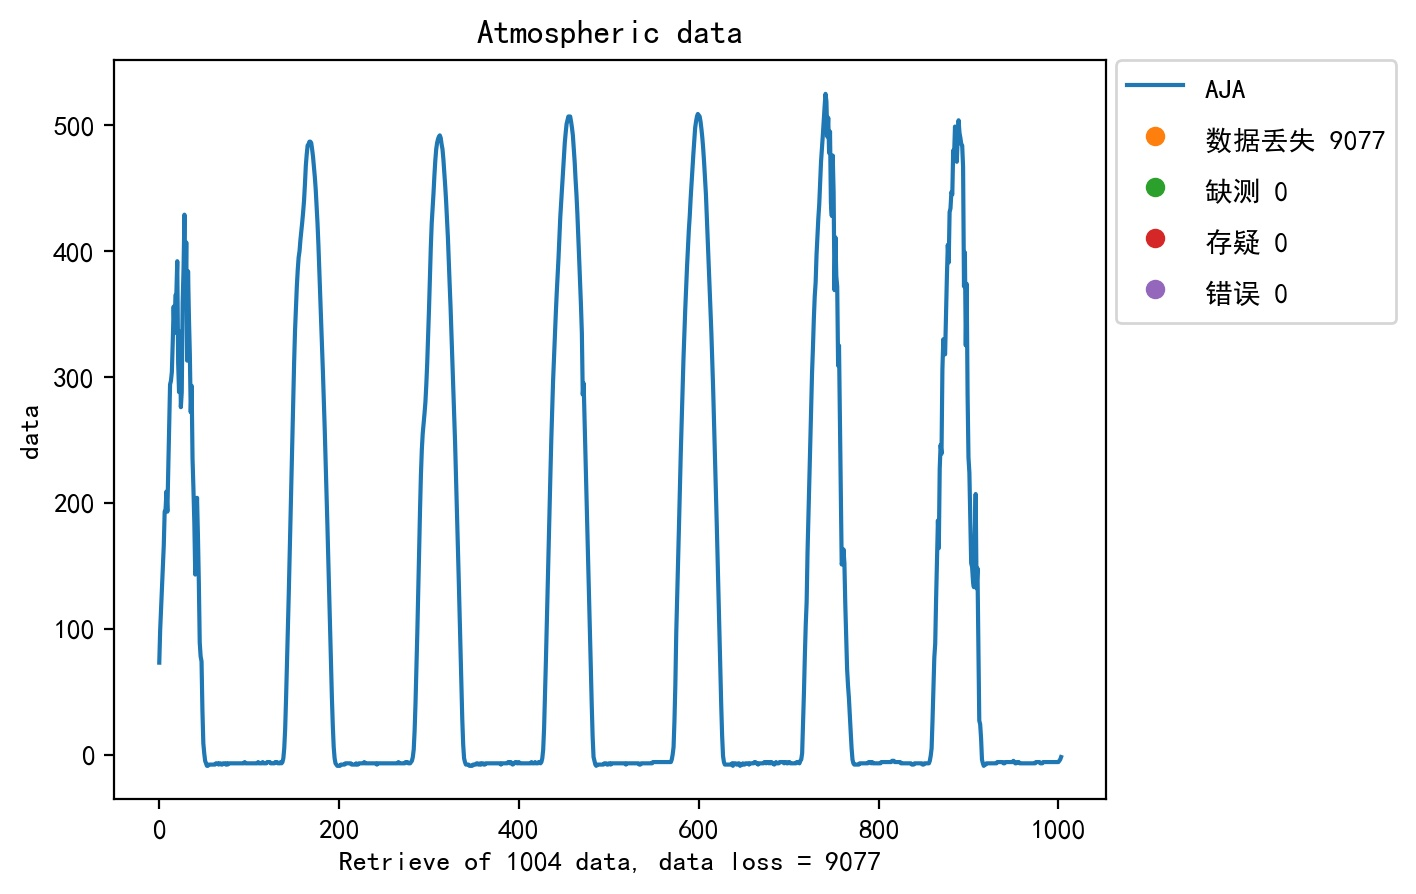 Atmospheric data
AJA
数据丢失 9077
缺测 0
存疑 0
错误 0
500
400
300
200
100
0
data
0 200 400 600 800 1000
Retrieve of 1004 data, data loss = 9077